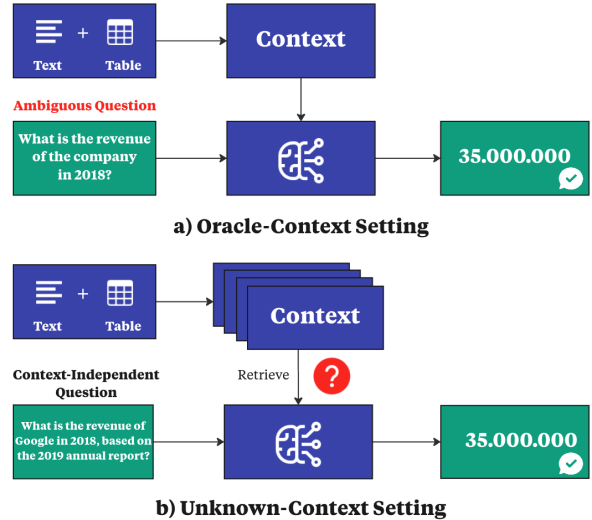 Text + Table
Context
Ambiguous Question
What is the revenue
of the company
in 2018?
35.000.000
a) Oracle-Context Setting
Text + Table
Context
Context-Independent
Question
Retrieve
?
What is the revenue of
Google in 2018, based on
the 2019 annual report?
35.000.000
b) Unknown-Context Setting